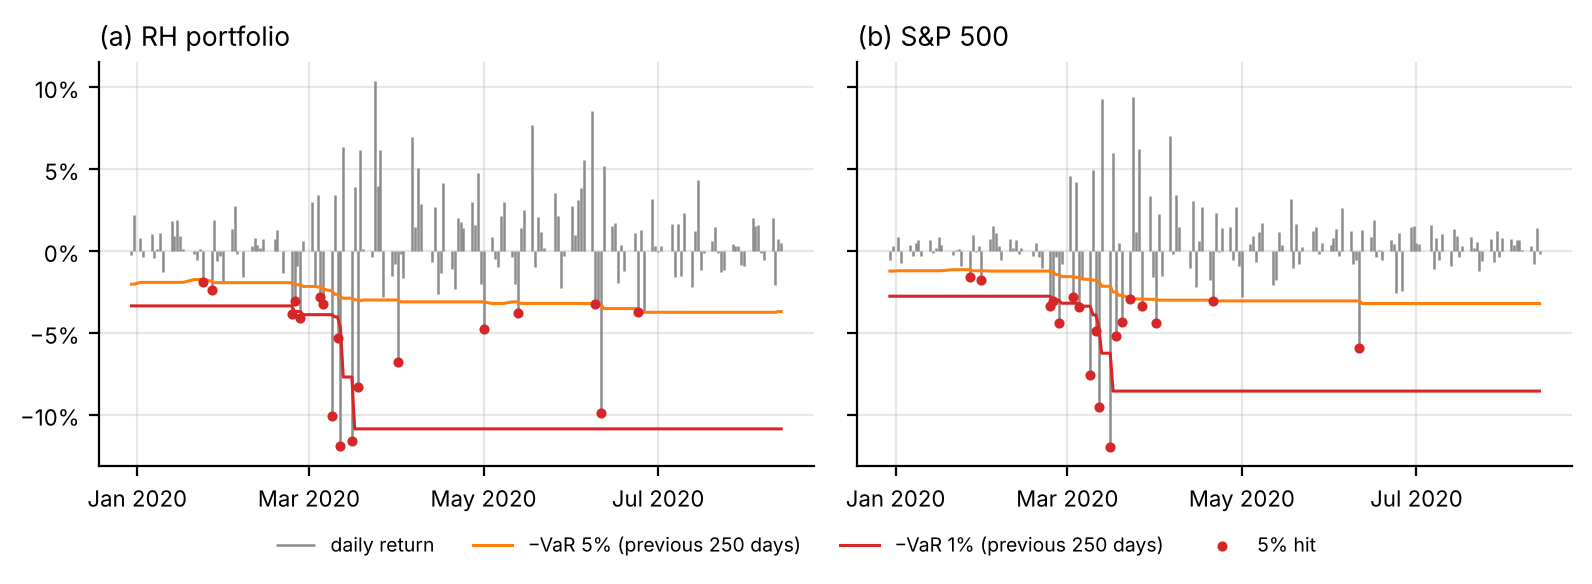 (a) RH portfolio
(b) S&P 500
10%
5%
0%
−5%
−10%
Jan 2020
Mar 2020
May 2020
Jul 2020
Jan 2020
Mar 2020
May 2020
Jul 2020
daily return
−VaR 5% (previous 250 days)
−VaR 1% (previous 250 days)
5% hit